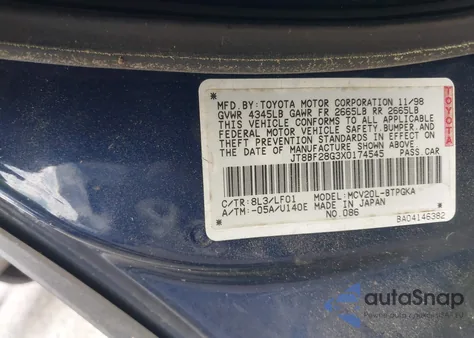 MFD.BY:TOYOTA MOTOR CORPORATION 11/98
GVWR 4345LB GAWR FR 2665LB RR 2665LB
THIS VEHICLE CONFORMS TO ALL APPLICABLE
FEDERAL MOTOR VEHICLE SAFETY,BUMPER,AND
THEFT PREVENTION STANDARDS IN EFFECT ON
THE DATE OF MANUFACTURE SHOWN ABOVE.
JT8BF28G3X0174545 PASS.CAR
C/TR:8L3/LF01 MODEL:MCV20L-BTPGKA
A/TM:-05A/U140E MADE IN JAPAN
NO.086
BA04146382
TOYOTA
autoSnap